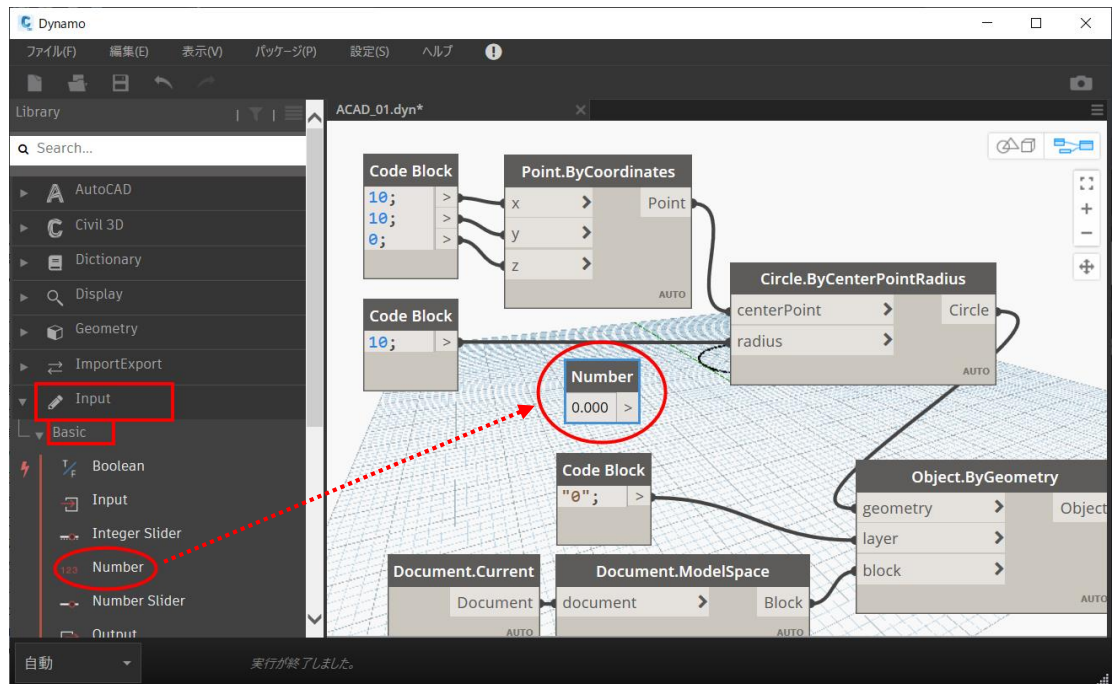 Dynamo
ファイル(F) 編集(E) 表示(V) パッケージ(P) 設定(S) ヘルプ
Library
ACAD_01.dyn*
Search...
AutoCAD
Civil 3D
Dictionary
Display
Geometry
ImportExport
Input
Basic
Boolean
Input
Integer Slider
123 Number
Number Slider
Output
Code Block
10; >
10; >
0; >
Point.ByCoordinates
x > Point
y >
z >
AUTO
Code Block
10; >
Circle.ByCenterPointRadius
centerPoint > Circle
radius >
AUTO
Number
0.000 >
Code Block
"0"; >
Object.ByGeometry
geometry > Object
layer >
block >
AUTO
Document.Current
Document
AUTO
Document.ModelSpace
document > Block
AUTO
自動
実行が終了しました。